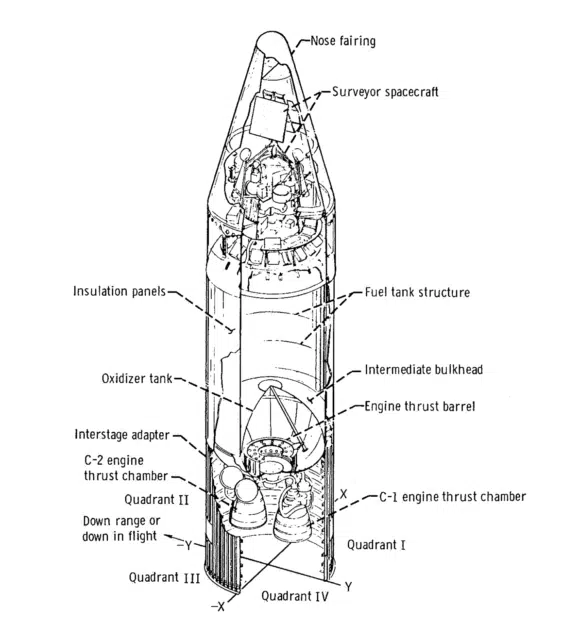 Nose fairing
Surveyor spacecraft
Insulation panels
Fuel tank structure
Intermediate bulkhead
Oxidizer tank
Engine thrust barrel
Interstage adapter
C-2 engine
thrust chamber
X
C-1 engine thrust chamber
Quadrant II
Down range or
down in flight
-Y
Quadrant I
Quadrant III
Y
Quadrant IV
-X